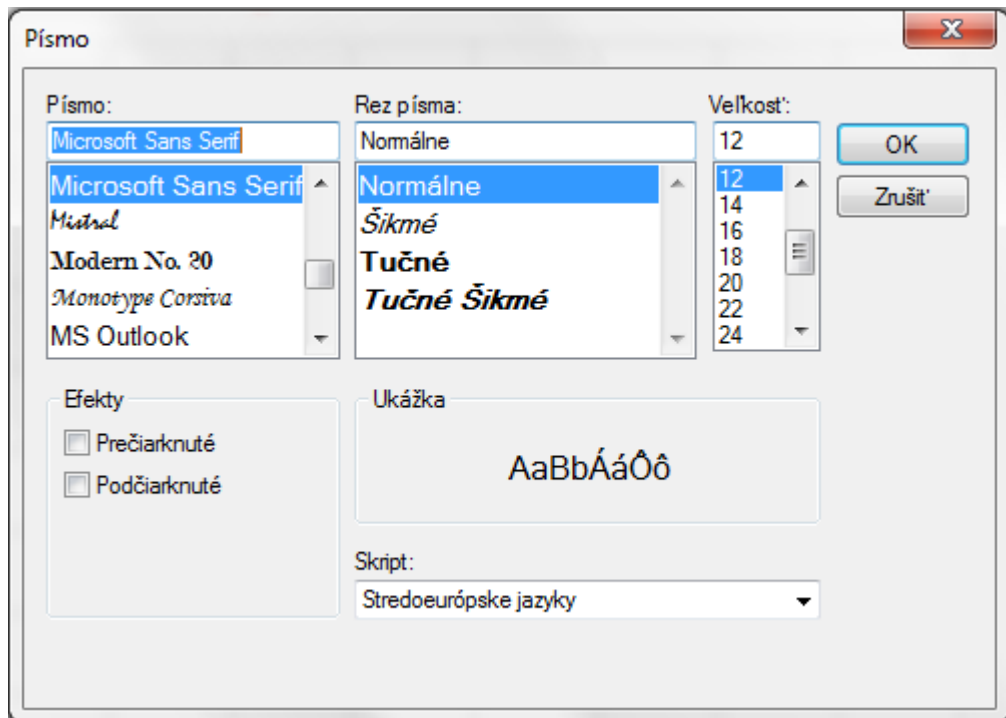 Písmo
Písmo:
Microsoft Sans Serif
Microsoft Sans Serif
Mistral
Modern No. 20
Monotype Corsiva
MS Outlook
Rez písma:
Normálne
Normálne
Šikmé
Tučné
Tučné Šikmé
Veľkosť:
12
12
14
16
18
20
22
24
OK
Zrušiť
Efekty
Prečiarknuté
Podčiarknuté
Ukážka
AaBbÁáÔô
Skript:
Stredoeurópske jazyky